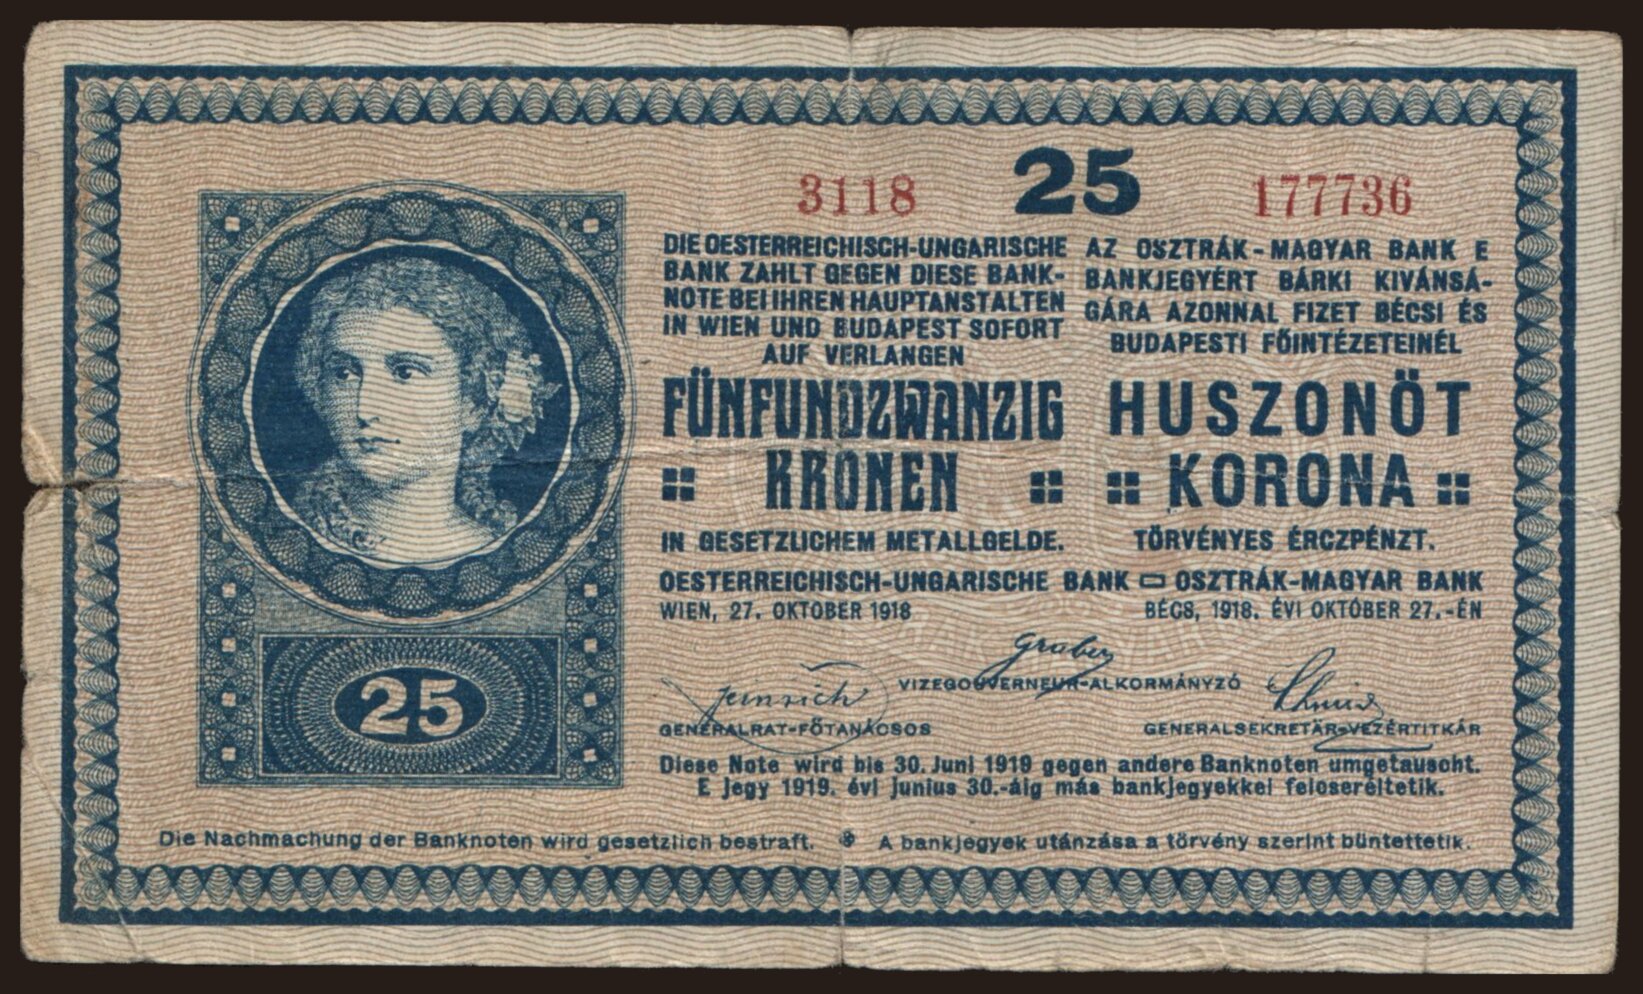 3118 25 177736
DIE OESTERREICHISCH-UNGARISCHE
BANK ZAHLT GEGEN DIESE BANK-
NOTE BEI IHREN HAUPTANSTALTEN
IN WIEN UND BUDAPEST SOFORT
AUF VERLANGEN
FÜNFUNDZWANZIG
KRONEN
IN GESETZLICHEM METALLGELDE.
AZ OSZTRÁK-MAGYAR BANK E
BANKJEGYÉRT BÁRKI KIVÁNSÁ-
GÁRA AZONNAL FIZET BÉCSI ÉS
BUDAPESTI FŐINTÉZETEINÉL
HUSZONÖT
KORONA
TÖRVÉNYES ÉRCZPÉNZT.
OESTERREICHISCH-UNGARISCHE BANK OSZTRÁK-MAGYAR BANK
WIEN, 27. OKTOBER 1918
BÉCS, 1918. ÉVI OKTÓBER 27.-ÉN
Gruber
VIZEGOUVERNEUR-ALKORMÁNYZÓ
GENERALRAT-FŐTANÁCSOS
GENERALSEKRETÄR-VEZÉRTITKÁR
25
Diese Note wird bis 30. Juni 1919 gegen andere Banknoten umgetauscht.
E jegy 1919. évi junius 30.-áig más bankjegyekkel felcseréltetik.
Die Nachmachung der Banknoten wird gesetzlich bestraft. A bankjegyek utánzása a törvény szerint büntettetik.